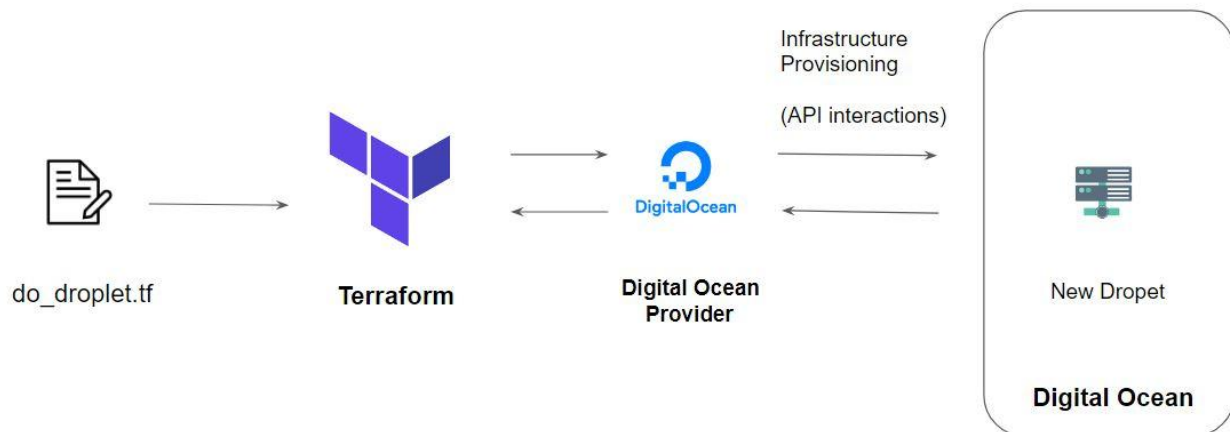 Infrastructure
Provisioning
(API interactions)
DigitalOcean
do_droplet.tf
Terraform
Digital Ocean
Provider
New Dropet
Digital Ocean